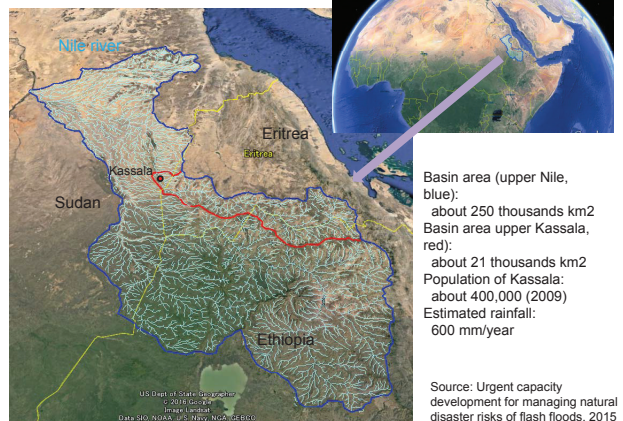 Nile river
Eritrea
Eritrea
Kassala
Sudan
Ethiopia
US Dept of State Geographer
© 2016 Google
Image Landsat
Data SIO, NOAA, U.S. Navy, NGA, GEBCO
Basin area (upper Nile,
blue):
about 250 thousands km2
Basin area upper Kassala,
red):
about 21 thousands km2
Population of Kassala:
about 400,000 (2009)
Estimated rainfall:
600 mm/year
Source: Urgent capacity
development for managing natural
disaster risks of flash floods, 2015